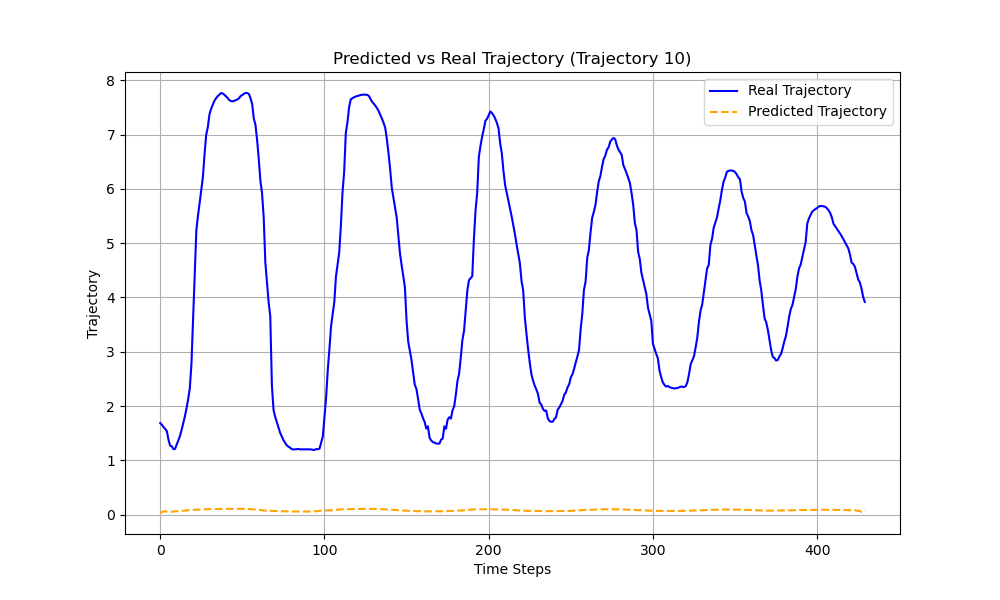 Predicted vs Real Trajectory (Trajectory 10)
Real Trajectory
Predicted Trajectory
8
7
6
5
4
3
2
1
0
Trajectory
0 100 200 300 400
Time Steps